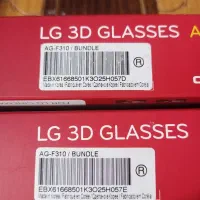 LG 3D GLASSES
AG-F310 / BUNDLE
EBX61668501K3O25H057D
Made in Korea
®
LG 3D GLASSES
AG-F310 / BUNDLE
EBX61668501K3O25H057E
Made in Korea
®